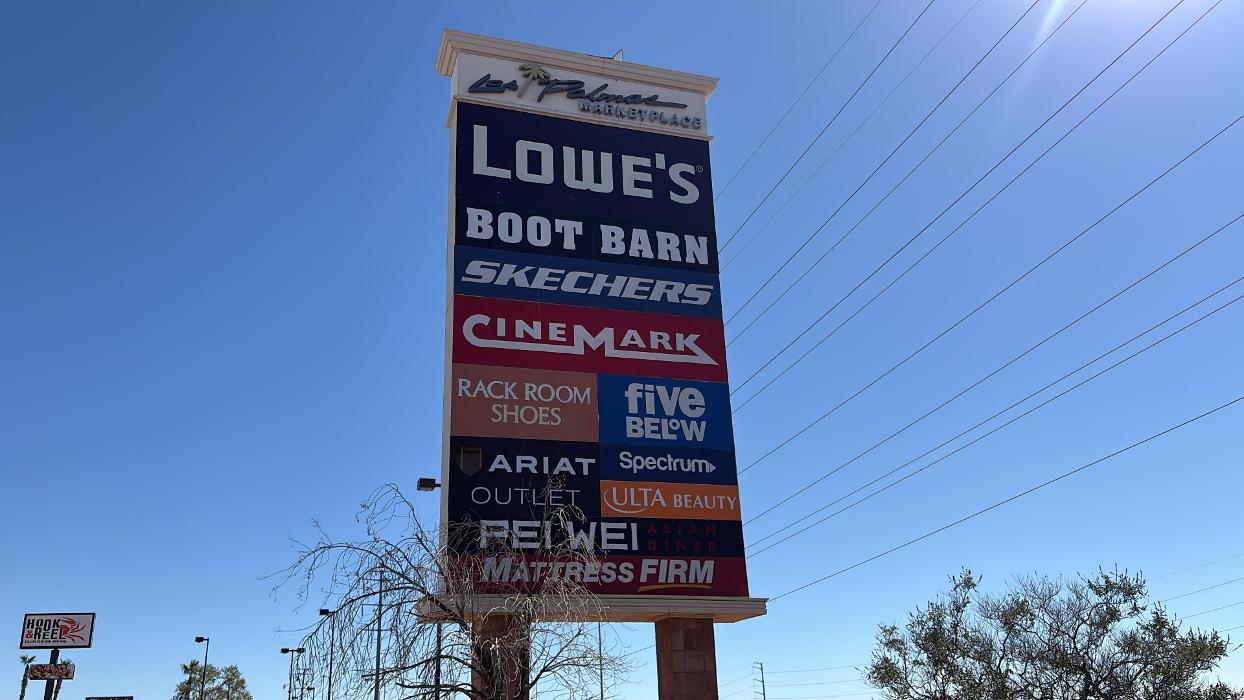 Las Palmas
MARKETPLACE
LOWE'S®
BOOT BARN
SKECHERS
CINEMARK
RACK ROOM
SHOES
five
BELOW
ARIAT
OUTLET
Spectrum
ULTA BEAUTY
PEI WEI ASIAN
DINER
MATTRESS FIRM
HOOK
& REEL